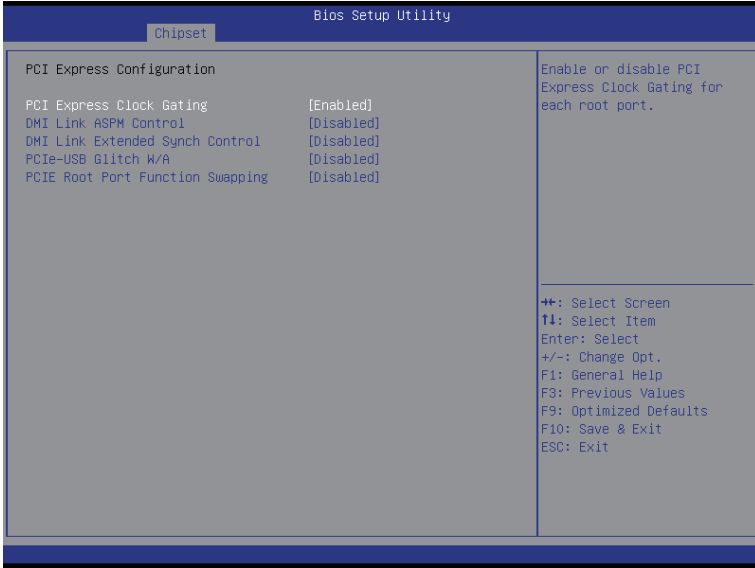 Bios Setup Utility
Chipset
PCI Express Configuration
PCI Express Clock Gating [Enabled]
DMI Link ASPM Control [Disabled]
DMI Link Extended Synch Control [Disabled]
PCIe-USB Glitch W/A [Disabled]
PCIE Root Port Function Swapping [Disabled]
Enable or disable PCI
Express Clock Gating for
each root port.
→←: Select Screen
↑↓: Select Item
Enter: Select
+/-: Change Opt.
F1: General Help
F3: Previous Values
F9: Optimized Defaults
F10: Save & Exit
ESC: Exit